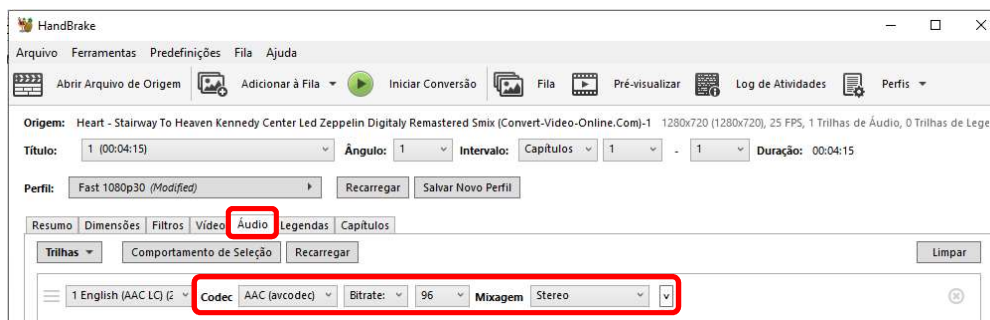 HandBrake
Arquivo Ferramentas Predefinições Fila Ajuda
Abrir Arquivo de Origem Adicionar à Fila Iniciar Conversão Fila Pré-visualizar Log de Atividades Perfis
Origem: Heart - Stairway To Heaven Kennedy Center Led Zeppelin Digitaly Remastered Smix (Convert-Video-Online.Com)-1 1280x720 (1280x720), 25 FPS, 1 Trilhas de Áudio, 0 Trilhas de Lege
Título: 1 (00:04:15) Ângulo: 1 Intervalo: Capítulos 1 - 1 Duração: 00:04:15
Perfil: Fast 1080p30 (Modified) Recarregar Salvar Novo Perfil
Resumo Dimensões Filtros Vídeo Áudio Legendas Capítulos
Trilhas Comportamento de Seleção Recarregar Limpar
1 English (AAC LC) (2 Codec AAC (avcodec) Bitrate: 96 Mixagem Stereo v